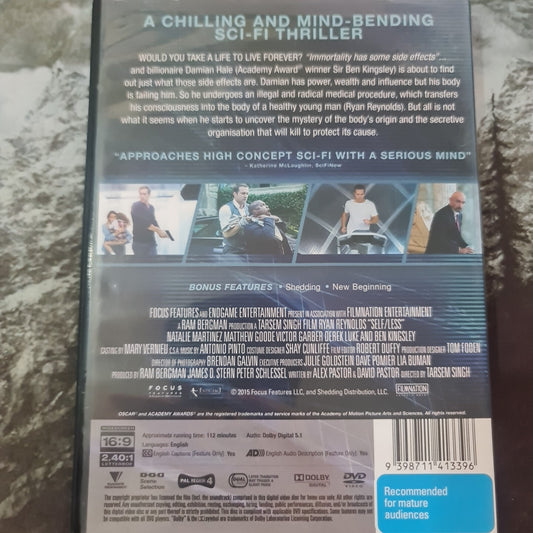 A CHILLING AND MIND-BENDING
SCI-FI THRILLER
WOULD YOU TAKE A LIFE TO LIVE FOREVER? "Immortality has some side effects"...
and billionaire Damian Hale (Academy Award® winner Sir Ben Kingsley) is about to find
out just what those side effects are. Damian has power, wealth and influence but his body
is failing him. So he undergoes an illegal and radical medical procedure, which transfers
his consciousness into the body of a healthy young man (Ryan Reynolds). But all is not
what it seems when he starts to uncover the mystery of the body's origin and the secretive
organisation that will kill to protect its cause.
"APPROACHES HIGH CONCEPT SCI-FI WITH A SERIOUS MIND"
- Katherine McLoughlin, SciFiNow
BONUS FEATURES • Shedding • New Beginning
FOCUS FEATURES AND ENDGAME ENTERTAINMENT PRESENT IN ASSOCIATION WITH FILMNATION ENTERTAINMENT
A RAM BERGMAN PRODUCTION A TARSEM SINGH FILM RYAN REYNOLDS "SELF/LESS"
NATALIE MARTINEZ MATTHEW GOODE VICTOR GARBER DEREK LUKE AND BEN KINGSLEY
CASTING BY MARY VERNIEU C.S.A. MUSIC BY ANTONIO PINTO COSTUME DESIGNER SHAY CUNLIFFE FILM EDITOR ROBERT DUFFY PRODUCTION DESIGNER TOM FODEN
DIRECTOR OF PHOTOGRAPHY BRENDAN GALVIN EXECUTIVE PRODUCERS JULIE GOLDSTEIN DAVE POMIER LIA BUMAN
PRODUCED BY RAM BERGMAN JAMES D. STERN PETER SCHLESSEL WRITTEN BY ALEX PASTOR & DAVID PASTOR DIRECTED BY TARSEM SINGH
FOCUS
FEATURES
FILMNATION
ENTERTAINMENT
© 2015 Focus Features LLC, and Shedding Distribution, LLC.
OSCAR® and ACADEMY AWARDS® are the registered trademarks and service marks of the Academy of Motion Picture Arts and Sciences. All rights reserved.
WIDESCREEN
16:9
2.40:1
LETTERBOX
Approximate running time: 112 minutes Audio: Dolby Digital 5.1
Languages: English
English Captions (Feature Only) Yes AD English Audio Description (Feature Only) Yes
PAL 4
DUAL
DOLBY
DIGITAL
DVD
VIDEO
9 398711 413396
Recommended
for mature
audiences